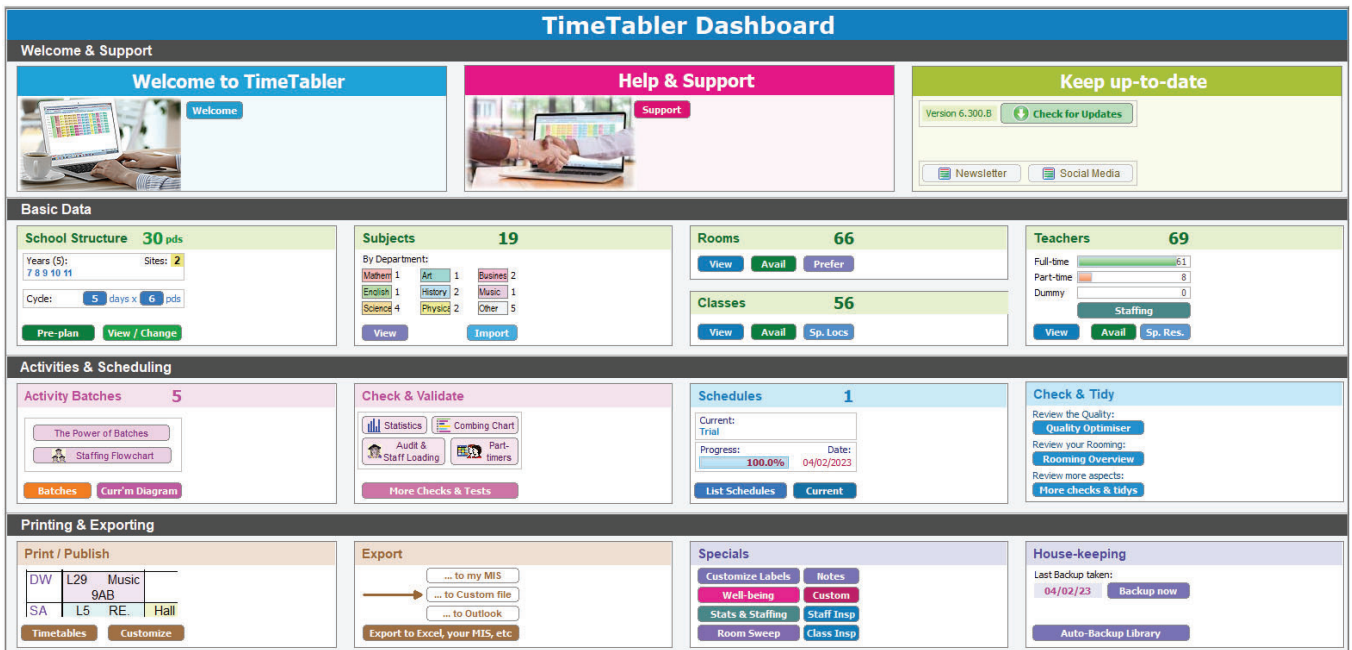 TimeTabler Dashboard
Welcome & Support
Welcome to TimeTabler
Welcome
Help & Support
Support
Keep up-to-date
Version 6.300.B Check for Updates
Newsletter Social Media
Basic Data
School Structure 30 pds
Years (5): Sites: 2
7 8 9 10 11
Cycle: 5 days x 6 pds
Pre-plan View / Change
Subjects 19
By Department:
Mathem 1 Art 1 Busines 2
English 1 History 2 Music 1
Science 4 Physica 2 Other 5
View Import
Rooms 66
View Avail Prefer
Classes 56
View Avail Sp. Locs
Teachers 69
Full-time 61
Part-time 8
Dummy 0
Staffing
View Avail Sp. Res.
Activities & Scheduling
Activity Batches 5
The Power of Batches
Staffing Flowchart
Batches Curr'm Diagram
Check & Validate
Statistics Combing Chart
Audit & Staff Loading Part-timers
More Checks & Tests
Schedules 1
Current:
Trial
Progress: Date:
100.0% 04/02/2023
List Schedules Current
Check & Tidy
Review the Quality:
Quality Optimiser
Review your Rooming:
Rooming Overview
Review more aspects:
More checks & tidys
Printing & Exporting
Print / Publish
DW L29 Music
9AB
SA L5 RE. Hall
Timetables Customize
Export
... to my MIS
... to Custom file
... to Outlook
Export to Excel, your MIS, etc
Specials
Customize Labels Notes
Well-being Custom
Stats & Staffing Staff Insp
Room Sweep Class Insp
House-keeping
Last Backup taken:
04/02/23 Backup now
Auto-Backup Library